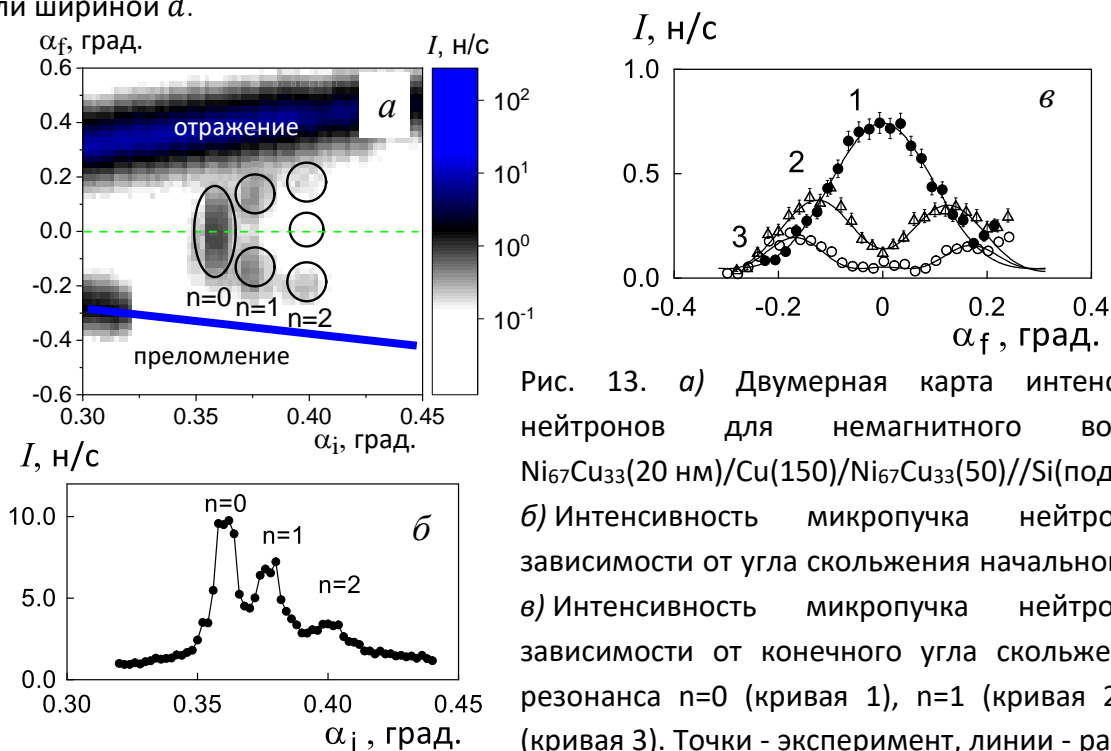 ли шириной a.
αf, град.
I, н/с
0.6
0.4
0.2
0.0
-0.2
-0.4
-0.6
a
отражение
n=0
n=1
n=2
преломление
10²
10¹
10⁰
10⁻¹
0.30 0.35 0.40 0.45
αi, град.
I, н/с
10.0
5.0
0.0
n=0
n=1
n=2
б
0.30 0.35 0.40 0.45
αi, град.
I, н/с
1.0
0.5
0.0
1
2
3
в
-0.4 -0.2 0 0.2 0.4
αf, град.
Рис. 13. а) Двумерная карта интенс
нейтронов для немагнитного во
Ni₆₇Cu₃₃(20 нм)/Cu(150)/Ni₆₇Cu₃₃(50)//Si(под
б) Интенсивность микропучка нейтро
зависимости от угла скольжения начально
в) Интенсивность микропучка нейтро
зависимости от конечного угла скольже
резонанса n=0 (кривая 1), n=1 (кривая 2
(кривая 3). Точки - эксперимент, линии - ра